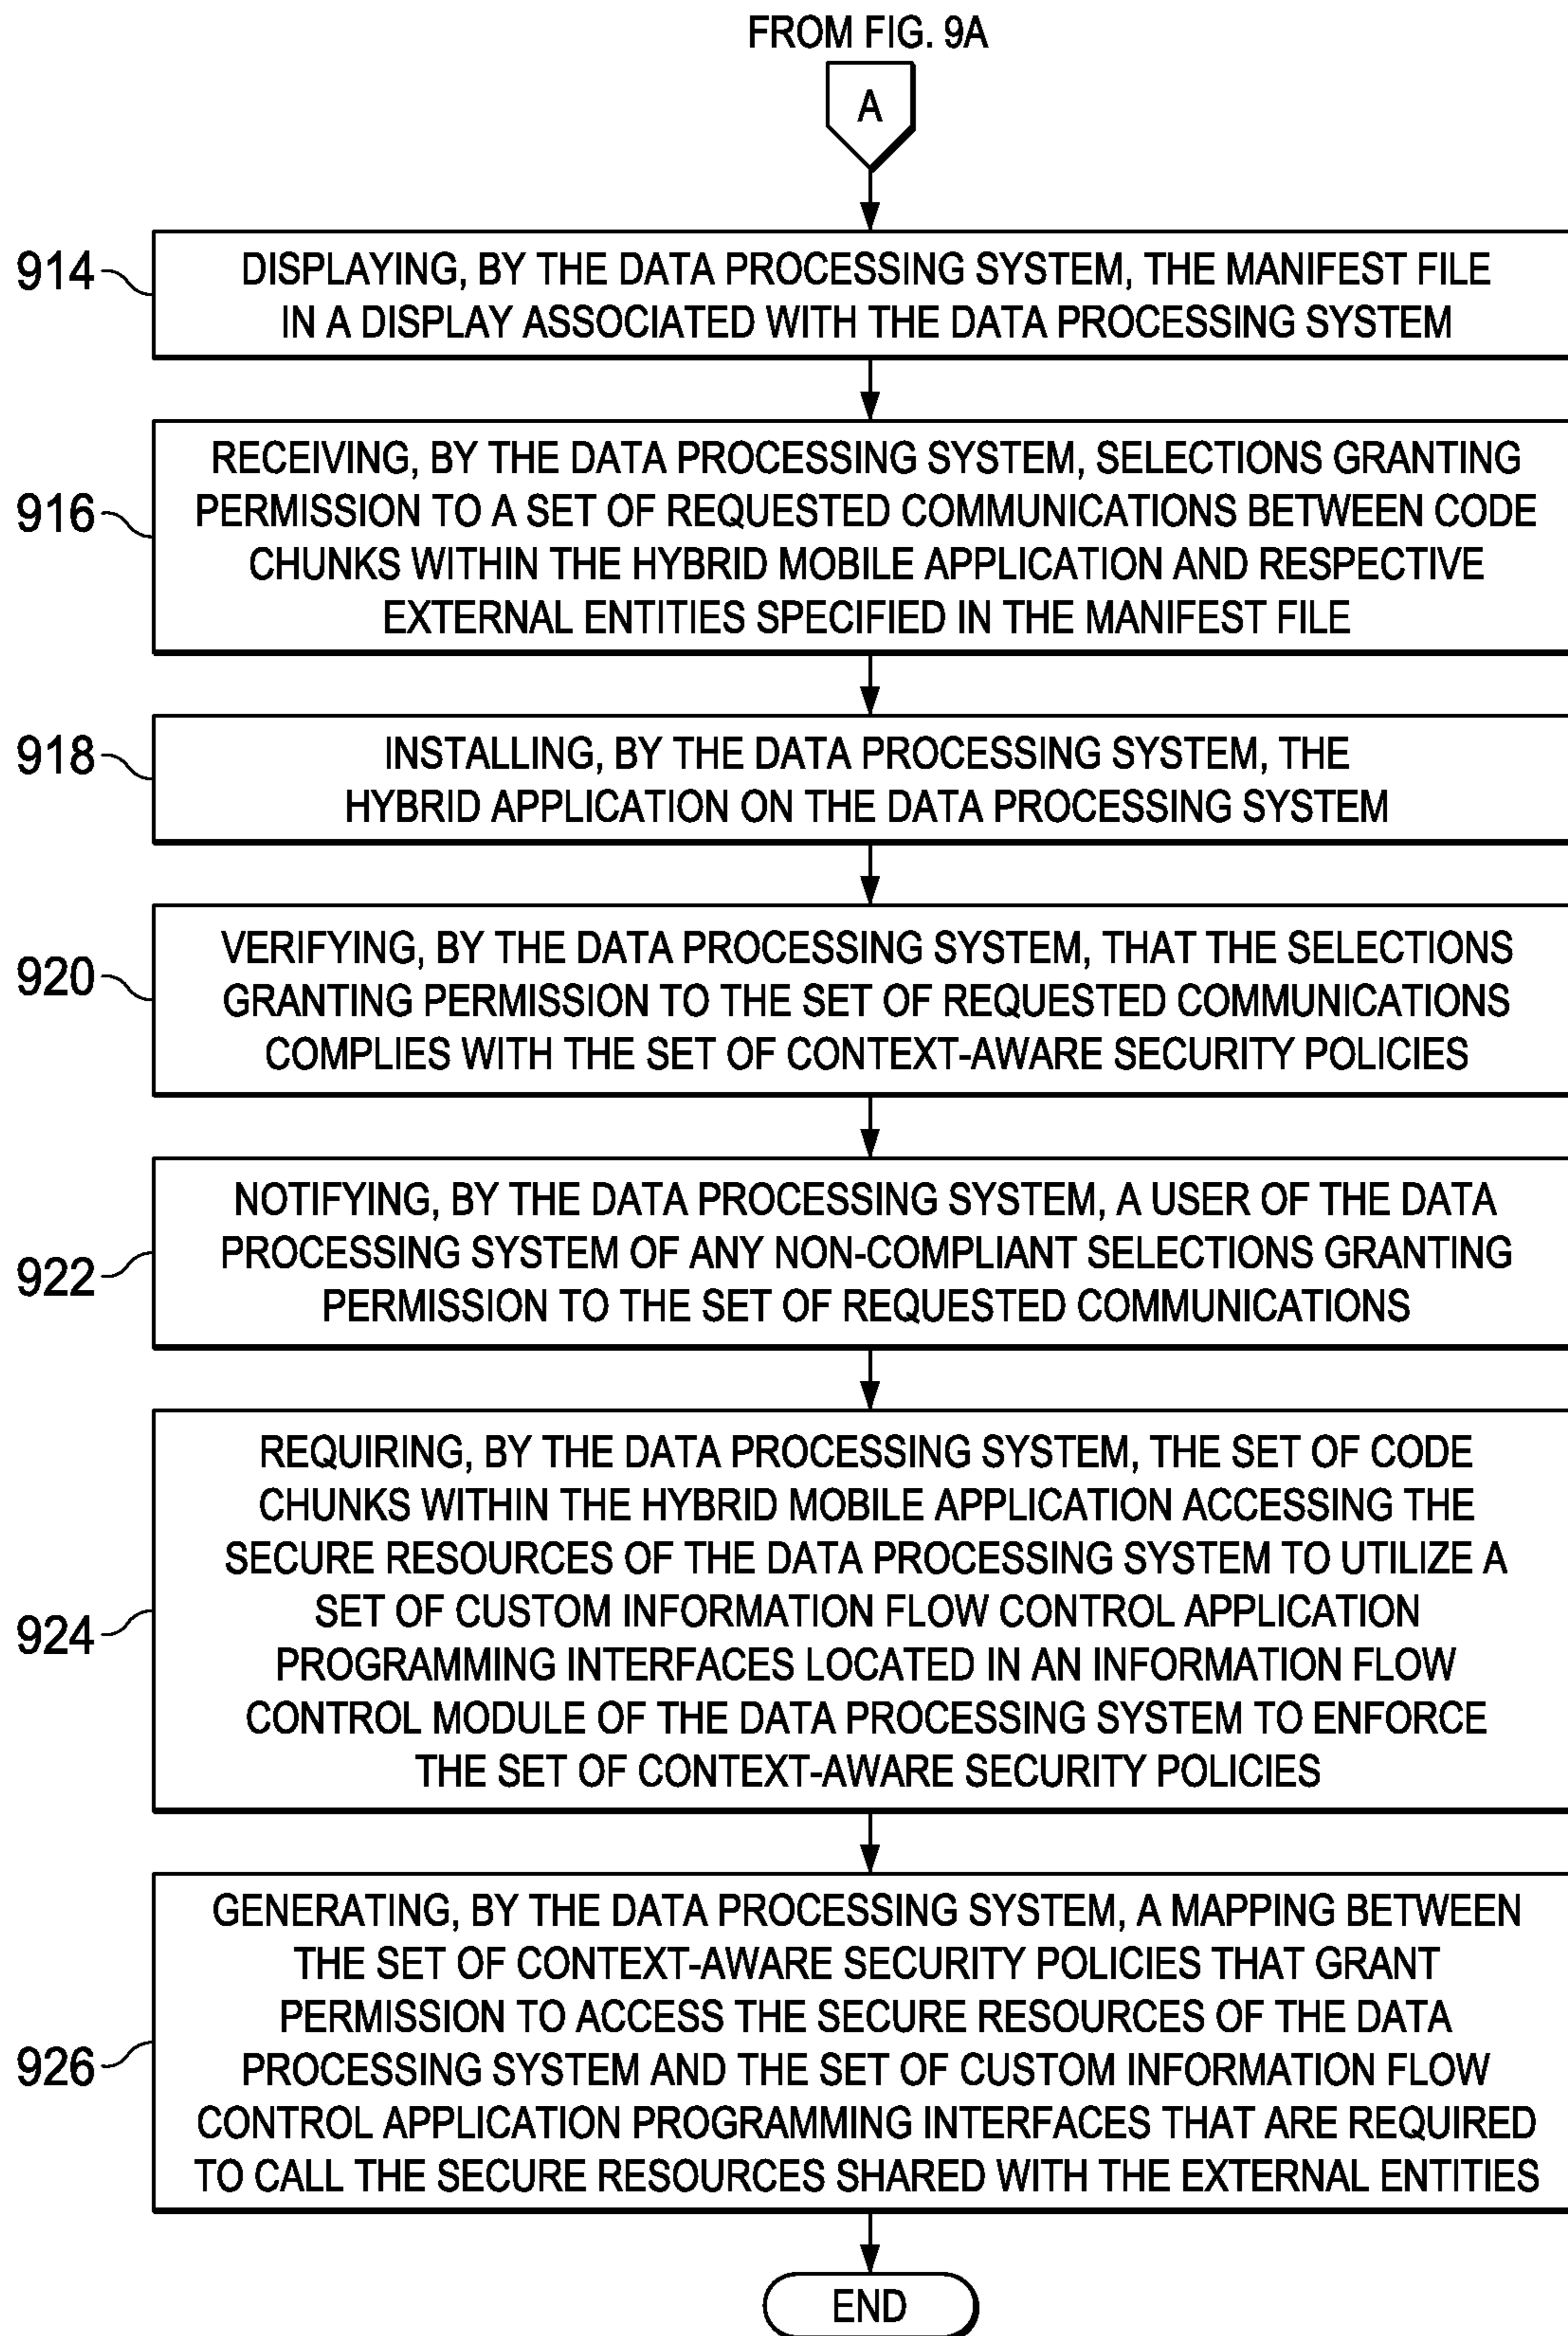 FROM FIG. 9A
A
914
DISPLAYING, BY THE DATA PROCESSING SYSTEM, THE MANIFEST FILE
IN A DISPLAY ASSOCIATED WITH THE DATA PROCESSING SYSTEM
916
RECEIVING, BY THE DATA PROCESSING SYSTEM, SELECTIONS GRANTING
PERMISSION TO A SET OF REQUESTED COMMUNICATIONS BETWEEN CODE
CHUNKS WITHIN THE HYBRID MOBILE APPLICATION AND RESPECTIVE
EXTERNAL ENTITIES SPECIFIED IN THE MANIFEST FILE
918
INSTALLING, BY THE DATA PROCESSING SYSTEM, THE
HYBRID APPLICATION ON THE DATA PROCESSING SYSTEM
920
VERIFYING, BY THE DATA PROCESSING SYSTEM, THAT THE SELECTIONS
GRANTING PERMISSION TO THE SET OF REQUESTED COMMUNICATIONS
COMPLIES WITH THE SET OF CONTEXT-AWARE SECURITY POLICIES
922
NOTIFYING, BY THE DATA PROCESSING SYSTEM, A USER OF THE DATA
PROCESSING SYSTEM OF ANY NON-COMPLIANT SELECTIONS GRANTING
PERMISSION TO THE SET OF REQUESTED COMMUNICATIONS
924
REQUIRING, BY THE DATA PROCESSING SYSTEM, THE SET OF CODE
CHUNKS WITHIN THE HYBRID MOBILE APPLICATION ACCESSING THE
SECURE RESOURCES OF THE DATA PROCESSING SYSTEM TO UTILIZE A
SET OF CUSTOM INFORMATION FLOW CONTROL APPLICATION
PROGRAMMING INTERFACES LOCATED IN AN INFORMATION FLOW
CONTROL MODULE OF THE DATA PROCESSING SYSTEM TO ENFORCE
THE SET OF CONTEXT-AWARE SECURITY POLICIES
926
GENERATING, BY THE DATA PROCESSING SYSTEM, A MAPPING BETWEEN
THE SET OF CONTEXT-AWARE SECURITY POLICIES THAT GRANT
PERMISSION TO ACCESS THE SECURE RESOURCES OF THE DATA
PROCESSING SYSTEM AND THE SET OF CUSTOM INFORMATION FLOW
CONTROL APPLICATION PROGRAMMING INTERFACES THAT ARE REQUIRED
TO CALL THE SECURE RESOURCES SHARED WITH THE EXTERNAL ENTITIES
END